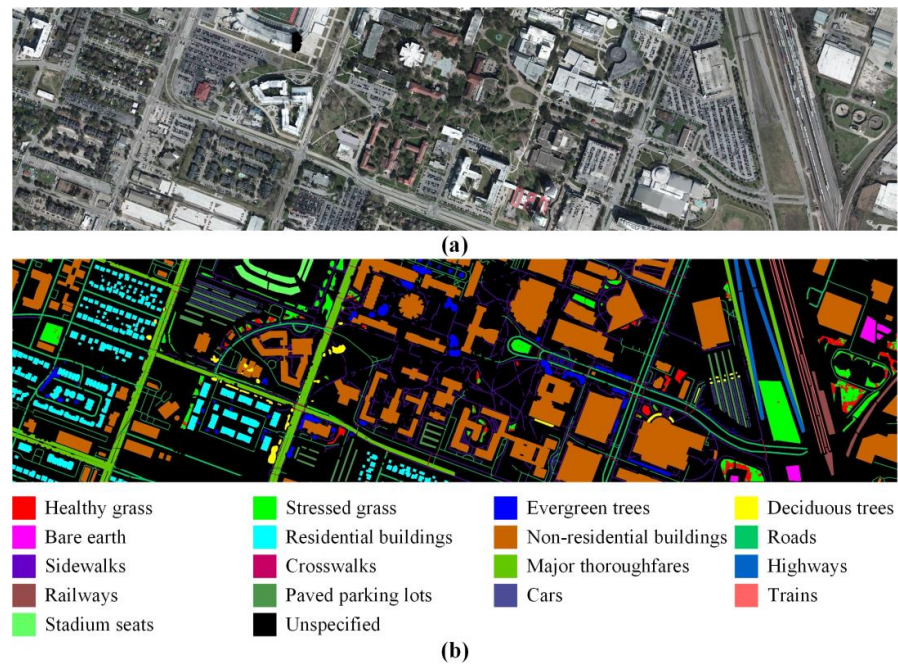 (a)
Healthy grass Stressed grass Evergreen trees Deciduous trees
Bare earth Residential buildings Non-residential buildings Roads
Sidewalks Crosswalks Major thoroughfares Highways
Railways Paved parking lots Cars Trains
Stadium seats Unspecified
(b)